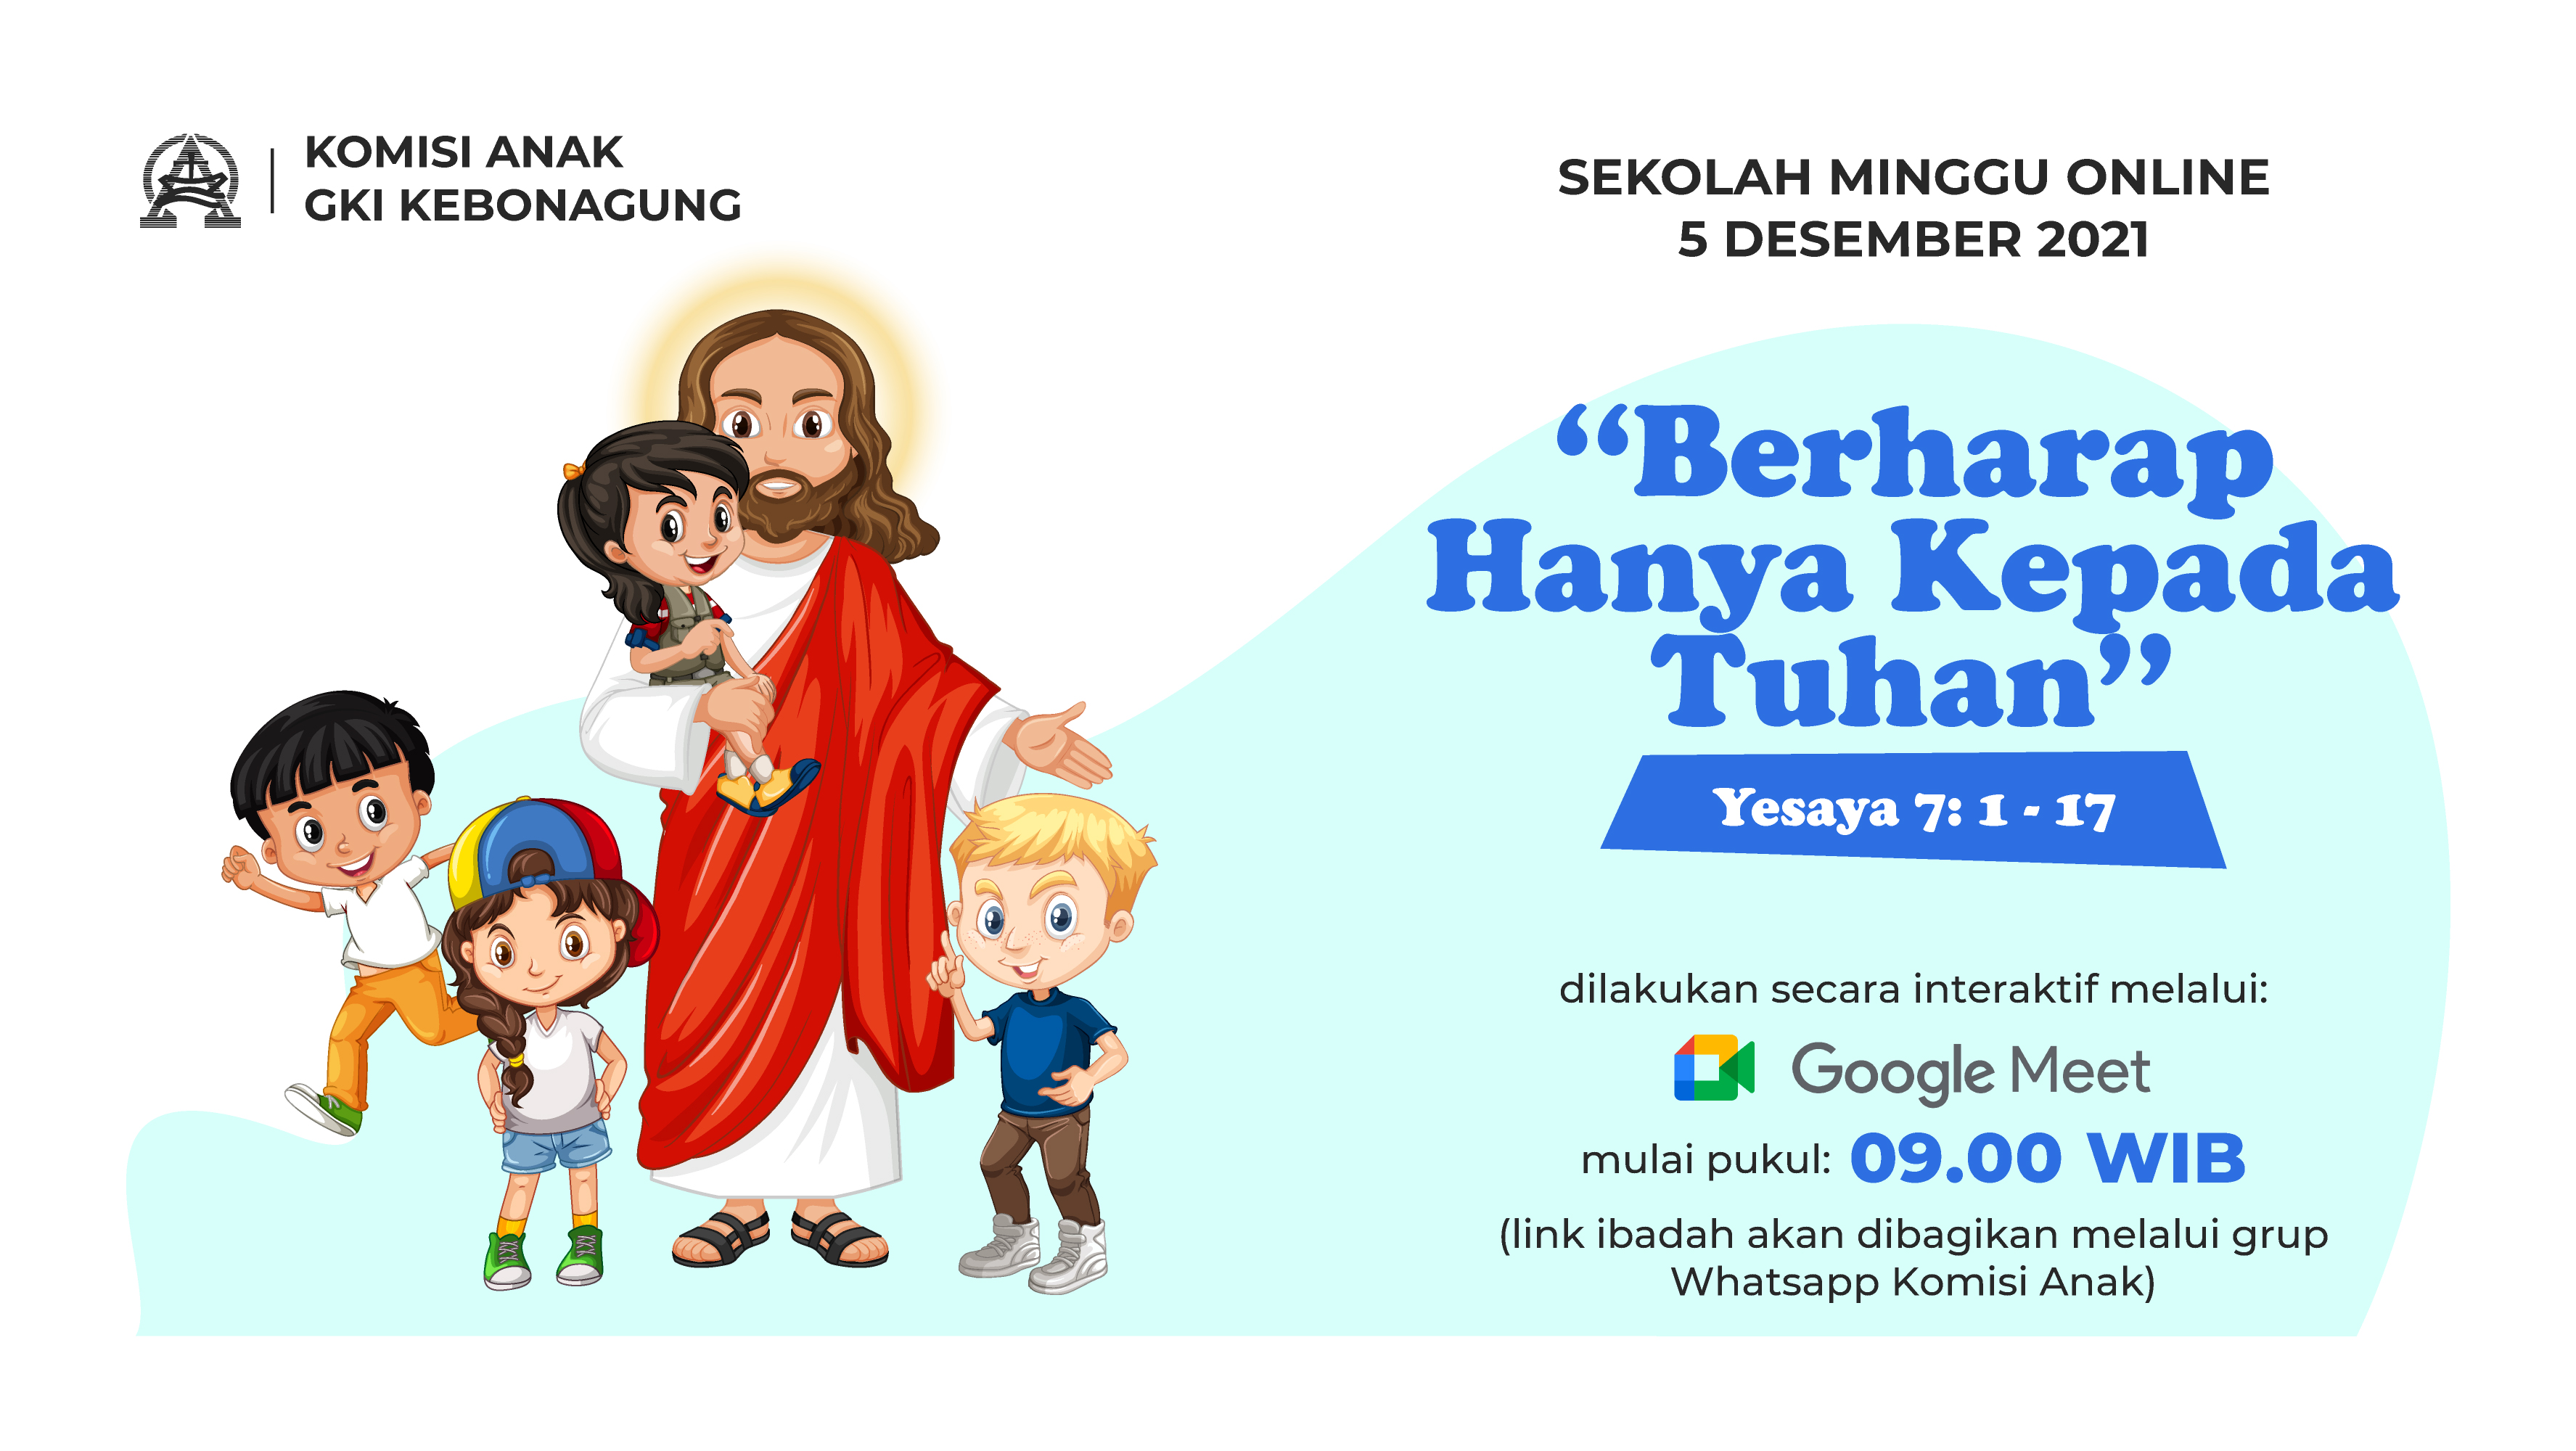 KOMISI ANAK
GKI KEBONAGUNG
SEKOLAH MINGGU ONLINE
5 DESEMBER 2021
“Berharap
Hanya Kepada
Tuhan”
Yesaya 7: 1 - 17
dilakukan secara interaktif melalui:
Google Meet
mulai pukul: 09.00 WIB
(link ibadah akan dibagikan melalui grup
Whatsapp Komisi Anak)